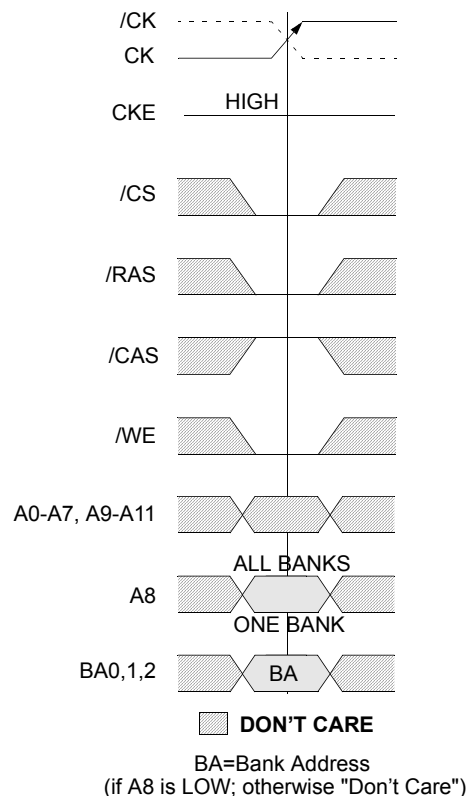 /CK
CK
CKE HIGH
/CS
/RAS
/CAS
/WE
A0-A7, A9-A11
ALL BANKS
A8
ONE BANK
BA0,1,2 BA
DON'T CARE
BA=Bank Address
(if A8 is LOW; otherwise "Don't Care")